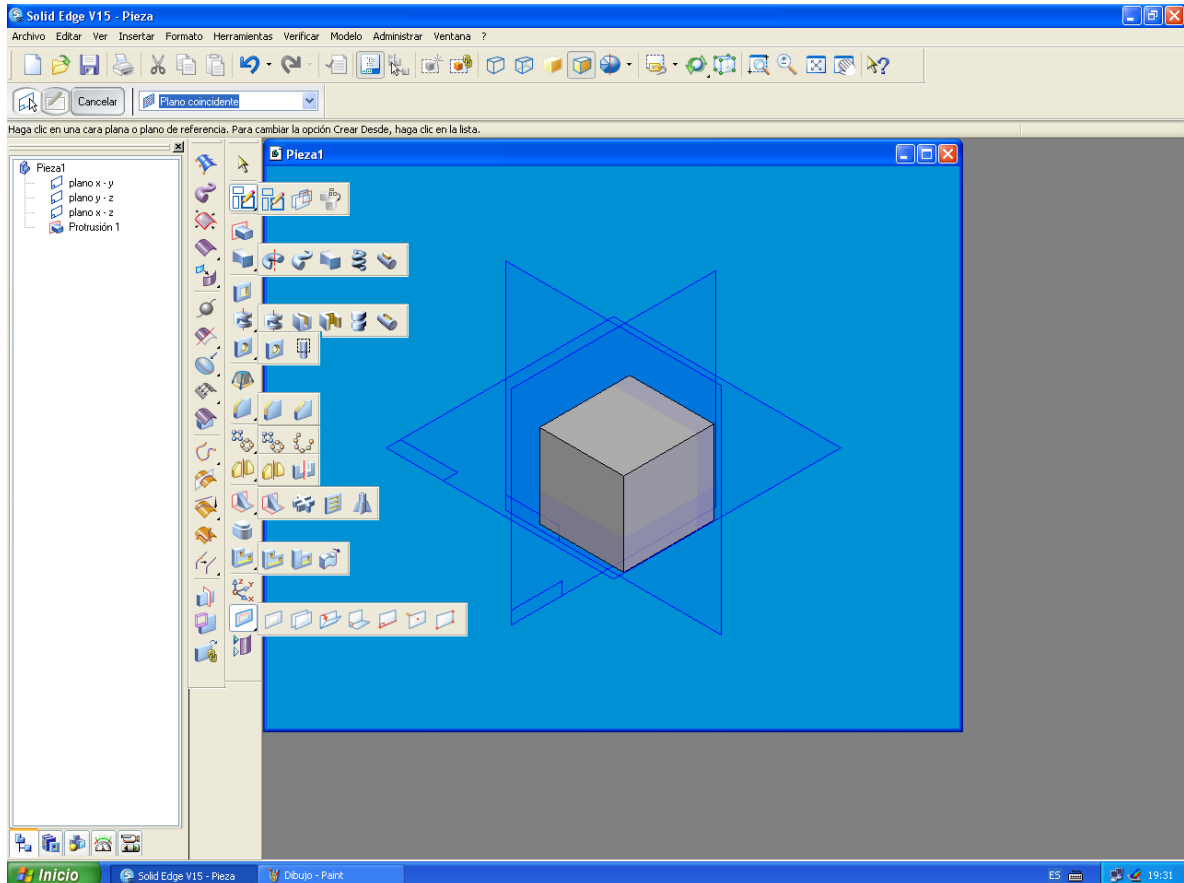 Solid Edge V15 - Pieza
Archivo Editar Ver Insertar Formato Herramientas Verificar Modelo Administrar Ventana ?
Cancelar Plano coincidente
Haga clic en una cara plana o plano de referencia. Para cambiar la opción Crear Desde, haga clic en la lista.
Pieza1
plano x - y
plano y - z
plano x - z
Protrusión 1
Pieza1
Inicio Solid Edge V15 - Pieza Dibujo - Paint ES 19:31